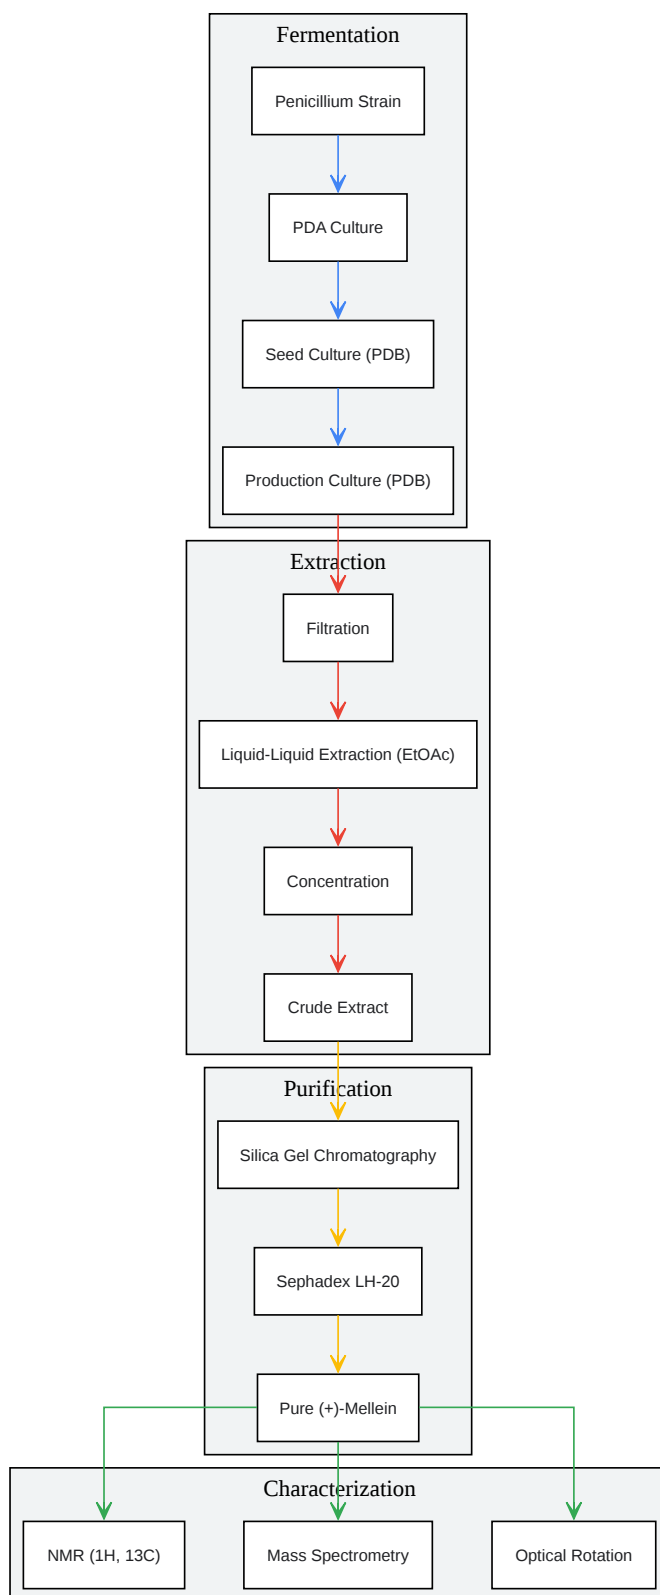 Fermentation
Penicillium Strain
PDA Culture
Seed Culture (PDB)
Production Culture (PDB)
Extraction
Filtration
Liquid-Liquid Extraction (EtOAc)
Concentration
Crude Extract
Purification
Silica Gel Chromatography
Sephadex LH-20
Pure (+)-Mellein
Characterization
NMR (1H, 13C)
Mass Spectrometry
Optical Rotation